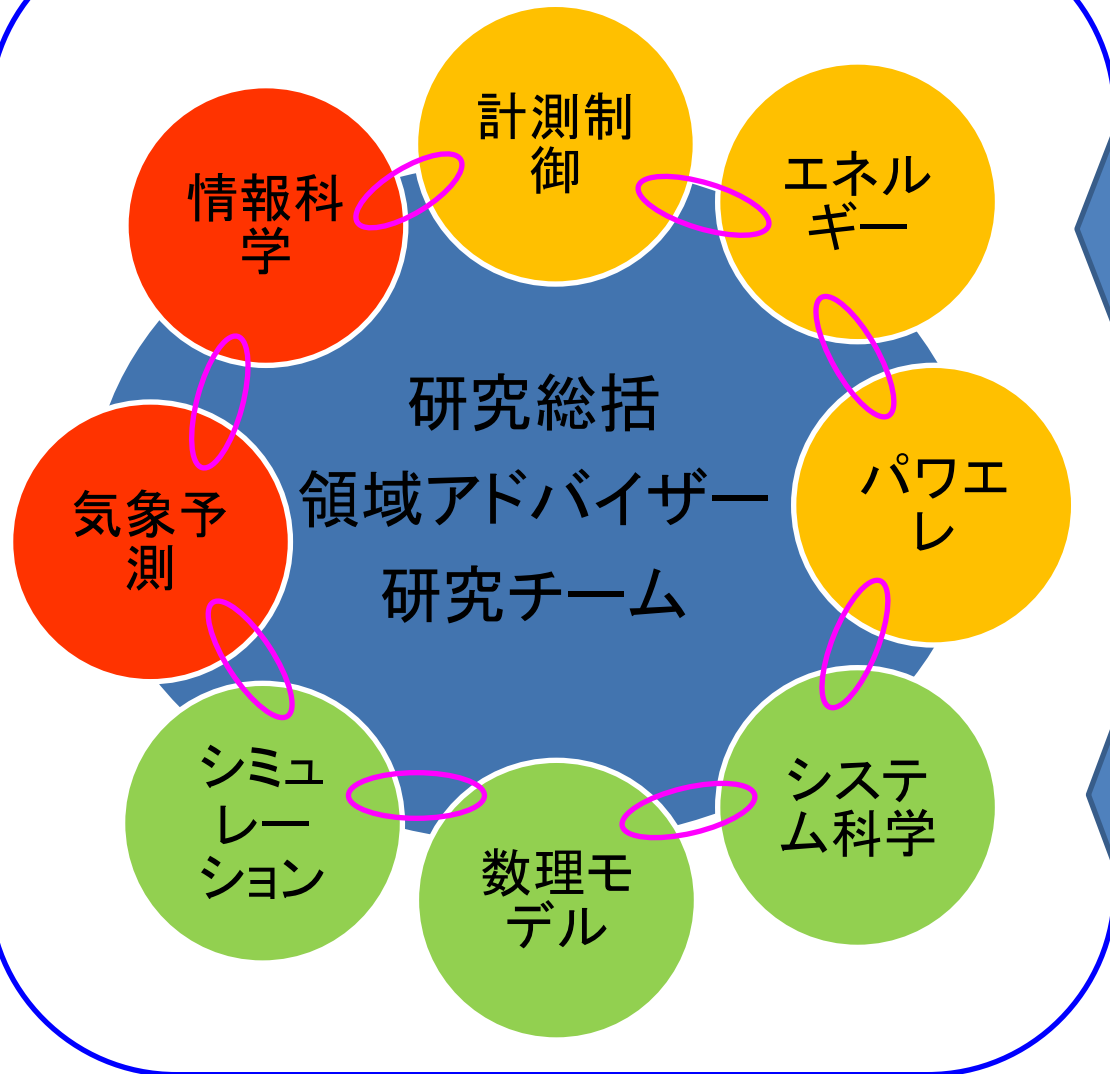 計測制
御
エネル
ギー
情報科
学
研究総括
領域アドバイザー
研究チーム
パワエ
レ
気象予
測
シミュ
レー
ション
数理モ
デル
システ
ム科学